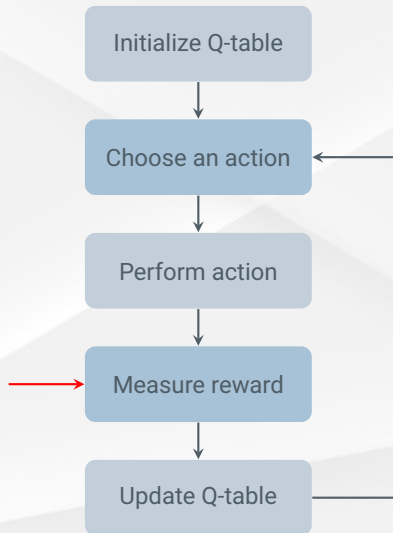 Initialize Q-table
Choose an action
Perform action
Measure reward
Update Q-table